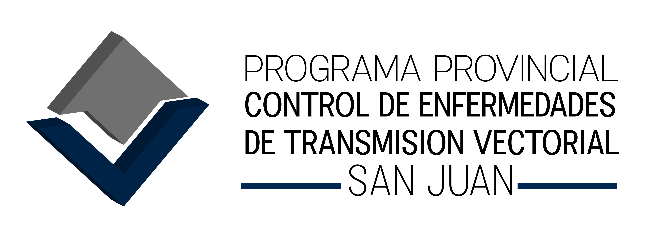 PROGRAMA PROVINCIAL
CONTROL DE ENFERMEDADES
DE TRANSMISION VECTORIAL
SAN JUAN